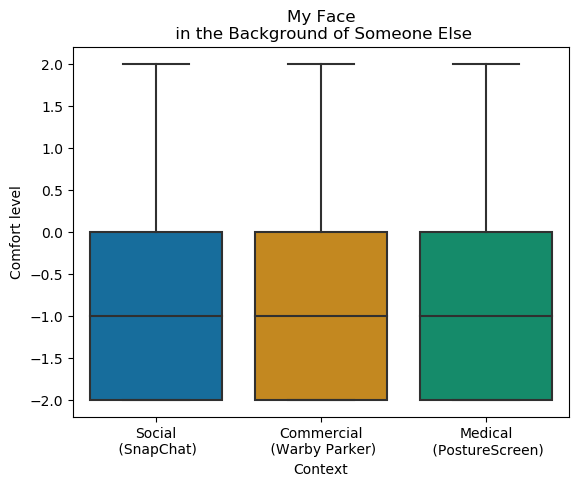 My Face
in the Background of Someone Else
Comfort level
2.0
1.5
1.0
0.5
0.0
−0.5
−1.0
−1.5
−2.0
Social
(SnapChat)
Commercial
(Warby Parker)
Medical
(PostureScreen)
Context